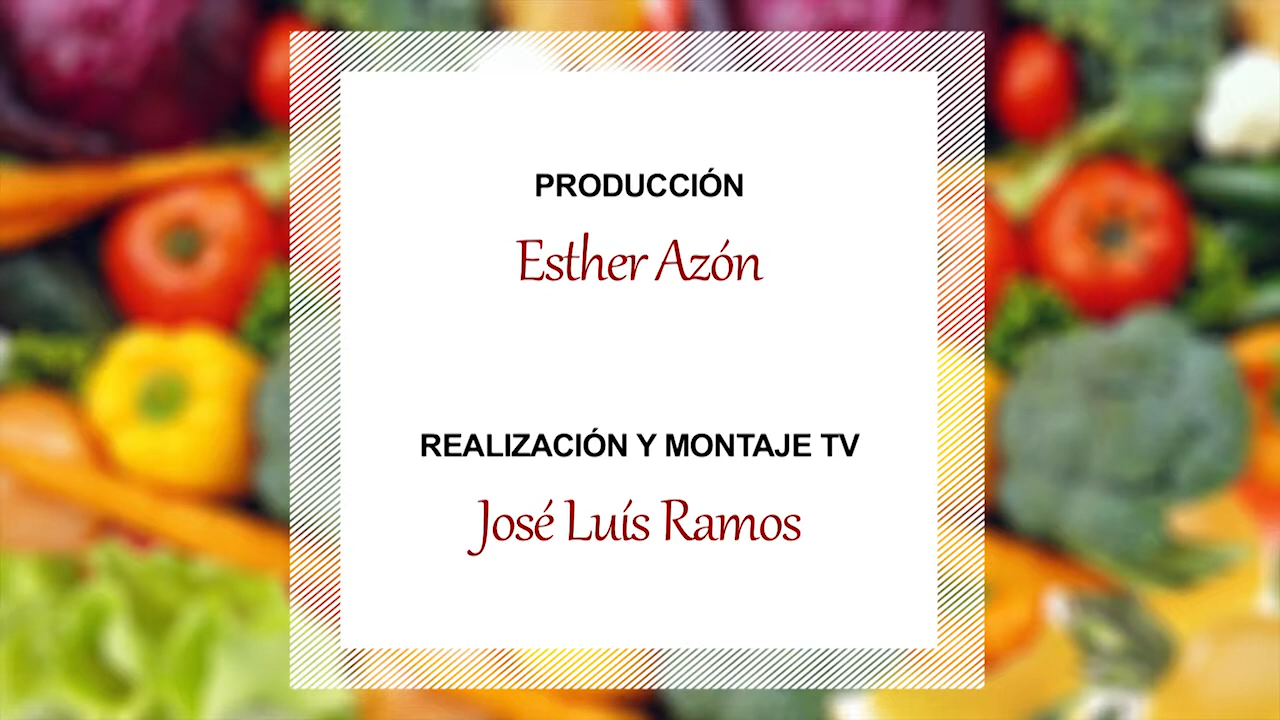 PRODUCCIÓN
Esther Azón
REALIZACIÓN Y MONTAJE TV
José Luís Ramos